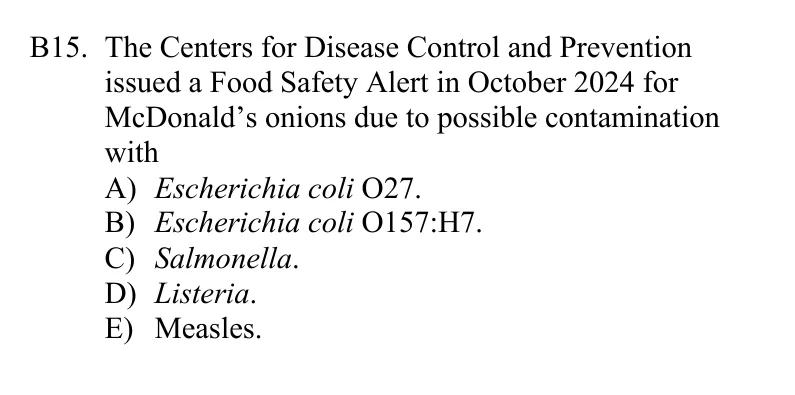 B15. The Centers for Disease Control and Prevention
issued a Food Safety Alert in October 2024 for
McDonald’s onions due to possible contamination
with
A) Escherichia coli O27.
B) Escherichia coli O157:H7.
C) Salmonella.
D) Listeria.
E) Measles.